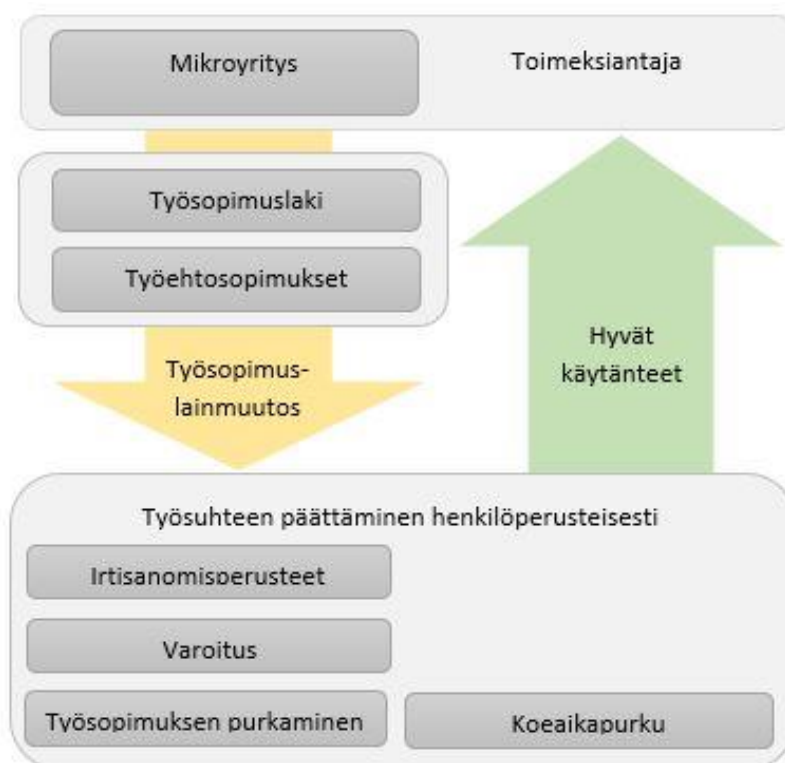 Mikroyritys
Toimeksiantaja
Työsopimuslaki
Työehtosopimukset
Työsopimus-
lainmuutos
Hyvät
käytänteet
Työsuhteen päättäminen henkilöperusteisesti
Irtisanomisperusteet
Varoitus
Työsopimuksen purkaminen
Koeaikapurku